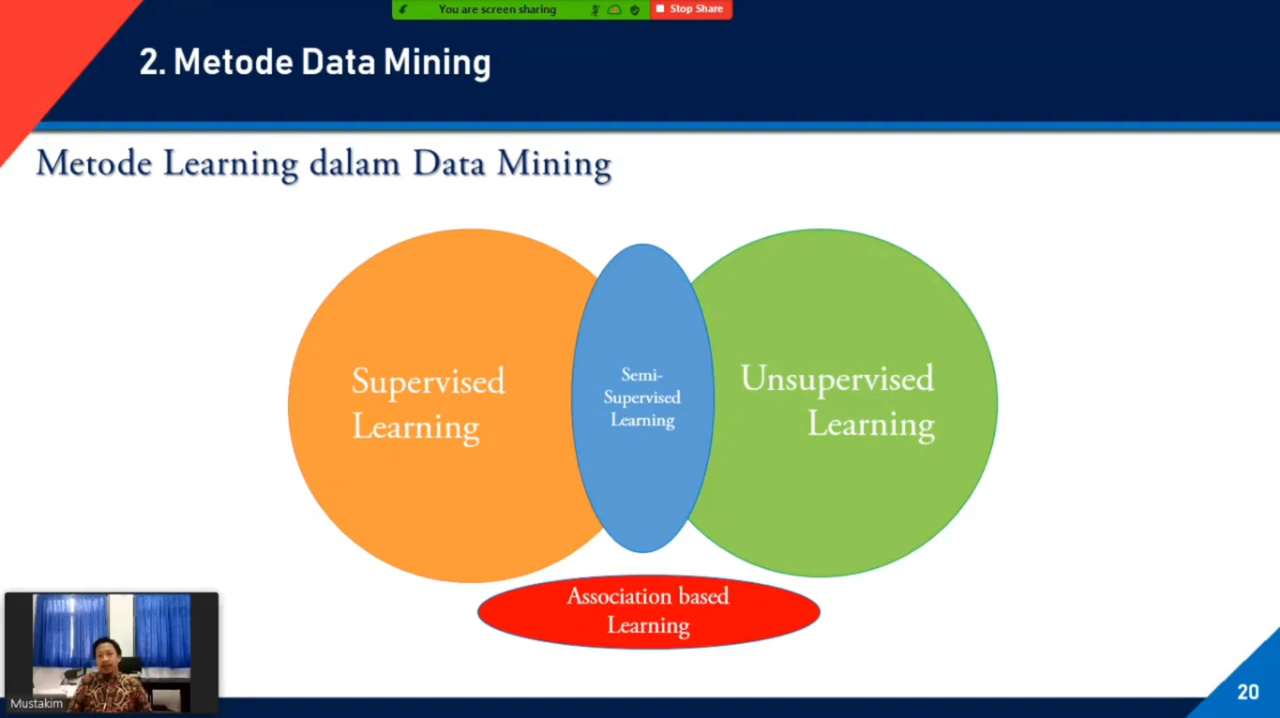 You are screen sharing
Stop Share
2. Metode Data Mining
Metode Learning dalam Data Mining
Supervised
Learning
Semi-
Supervised
Learning
Unsupervised
Learning
Association based
Learning
Mustakim
20